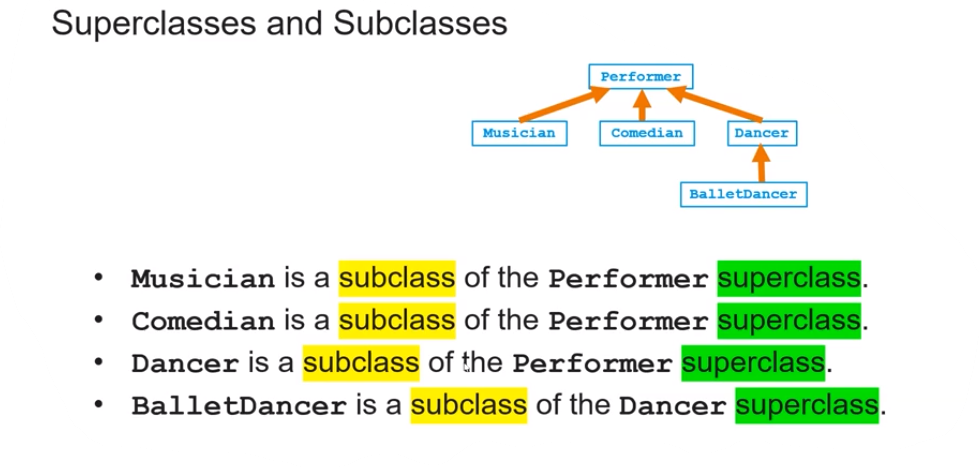 Superclasses and Subclasses
Performer
Musician Comedian Dancer
BalletDancer
• Musician is a subclass of the Performer superclass.
• Comedian is a subclass of the Performer superclass.
• Dancer is a subclass of the Performer superclass.
• BalletDancer is a subclass of the Dancer superclass.